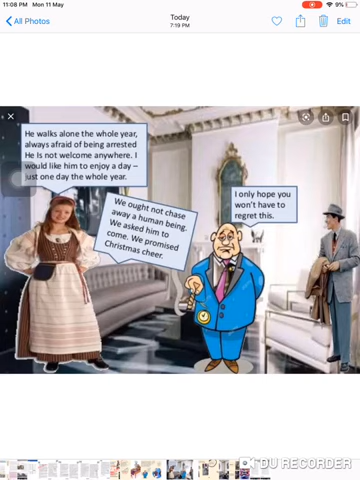 11:08 PM Mon 11 May
9%
All Photos
Today
7:19 PM
Edit
He walks alone the whole year,
always afraid of being arrested
He Is not welcome anywhere. I
would like him to enjoy a day –
just one day the whole year.
We ought not chase
away a human being.
We asked him to
come. We promised
Christmas cheer.
I only hope you
won't have to
regret this.
DU RECORDER